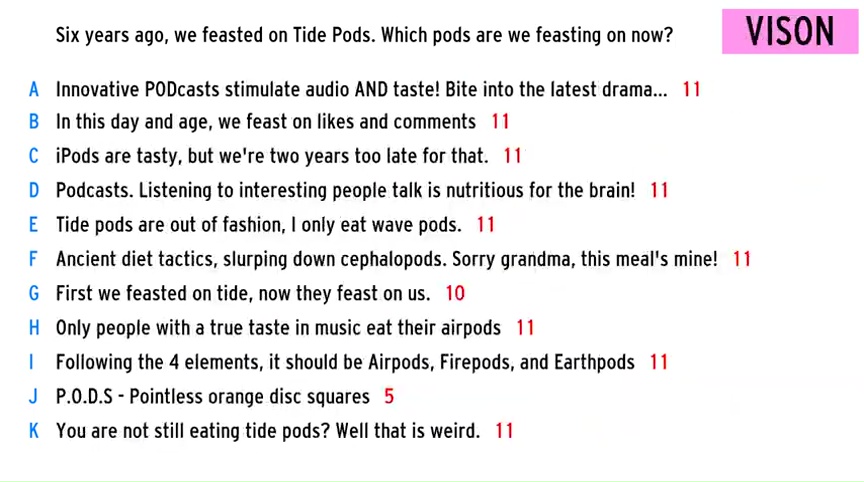 Six years ago, we feasted on Tide Pods. Which pods are we feasting on now?
VISON
A Innovative PODcasts stimulate audio AND taste! Bite into the latest drama... 11
B In this day and age, we feast on likes and comments 11
C iPods are tasty, but we're two years too late for that. 11
D Podcasts. Listening to interesting people talk is nutritious for the brain! 11
E Tide pods are out of fashion, I only eat wave pods. 11
F Ancient diet tactics, slurping down cephalopods. Sorry grandma, this meal's mine! 11
G First we feasted on tide, now they feast on us. 10
H Only people with a true taste in music eat their airpods 11
I Following the 4 elements, it should be Airpods, Firepods, and Earthpods 11
J P.O.D.S - Pointless orange disc squares 5
K You are not still eating tide pods? Well that is weird. 11